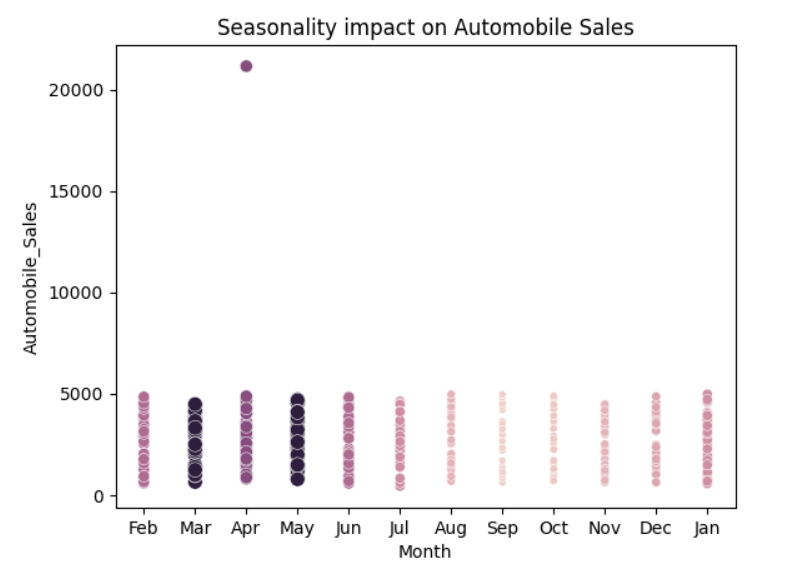 Seasonality impact on Automobile Sales
20000
15000
10000
5000
0
Automobile_Sales
Feb Mar Apr May Jun Jul Aug Sep Oct Nov Dec Jan
Month